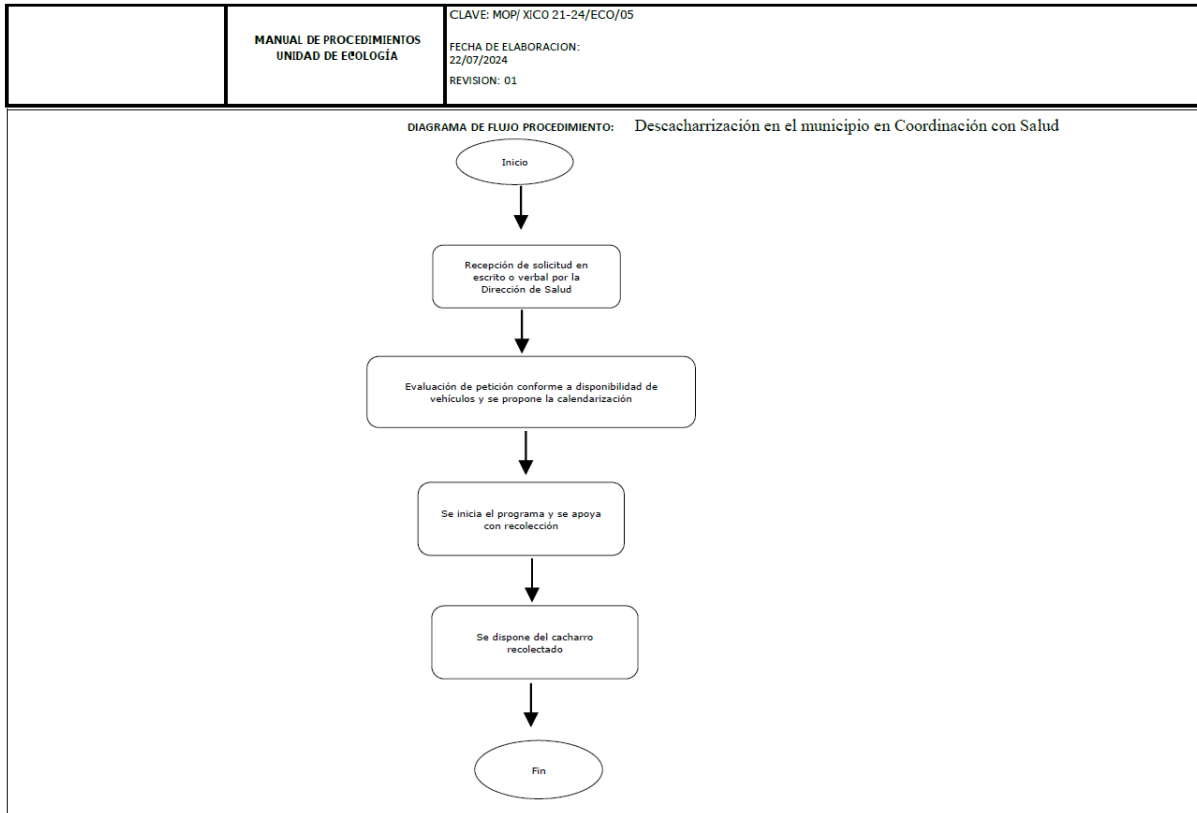 CLAVE: MOP/ XICO 21-24/ECO/05
MANUAL DE PROCEDIMIENTOS
UNIDAD DE ECOLOGÍA
FECHA DE ELABORACION:
22/07/2024
REVISION: 01
DIAGRAMA DE FLUJO PROCEDIMIENTO: Descacharrización en el municipio en Coordinación con Salud
Inicio
Recepción de solicitud en
escrito o verbal por la
Dirección de Salud
Evaluación de petición conforme a disponibilidad de
vehículos y se propone la calendarización
Se inicia el programa y se apoya
con recolección
Se dispone del cacharro
recolectado
Fin